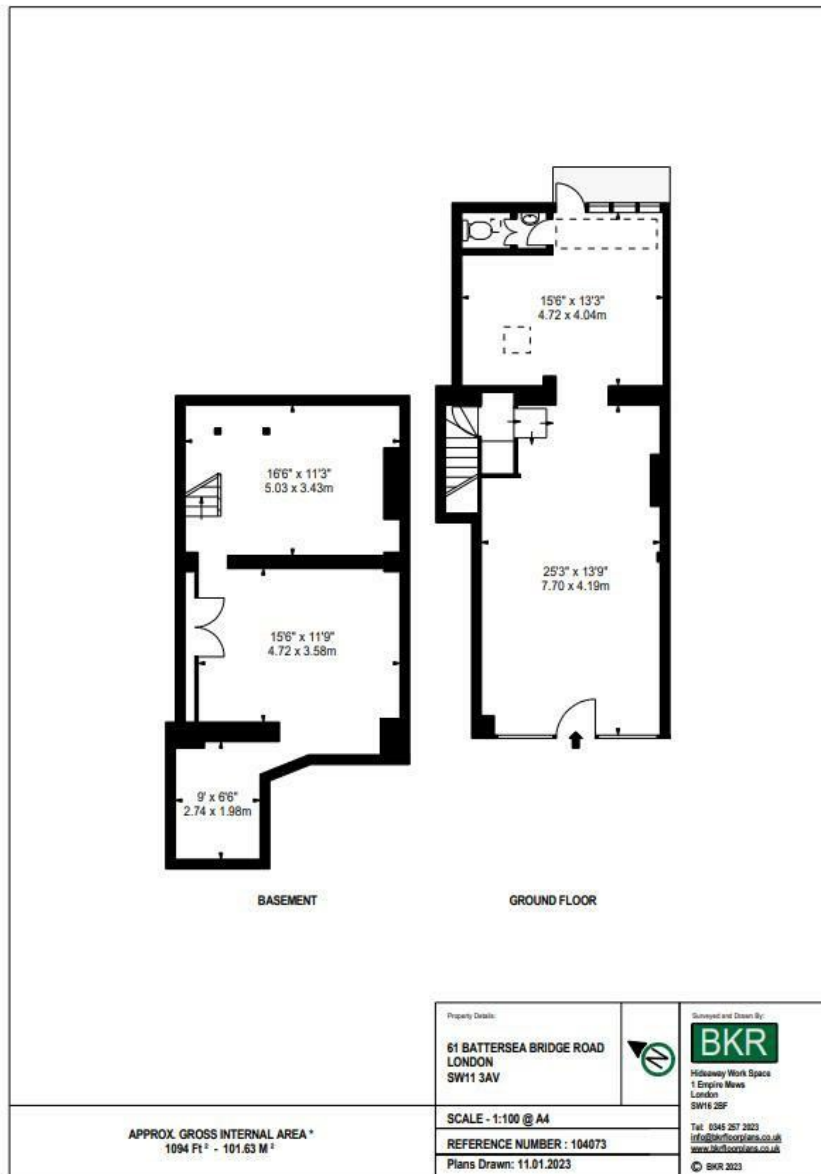 15'6" x 13'3"
4.72 x 4.04m
16'6" x 11'3"
5.03 x 3.43m
25'3" x 13'9"
7.70 x 4.19m
15'6" x 11'9"
4.72 x 3.58m
9' x 6'6"
2.74 x 1.98m
BASEMENT
GROUND FLOOR
Property Details:
61 BATTERSEA BRIDGE ROAD
LONDON
SW11 3AV
N
Surveyed and Drawn By:
BKR
Hideaway Work Space
1 Empire Mews
London
SW16 2BF
Tel: 0345 257 2023
info@bkrfloorplans.co.uk
www.bkrfloorplans.co.uk
© BKR 2023
SCALE - 1:100 @ A4
REFERENCE NUMBER : 104073
Plans Drawn: 11.01.2023
APPROX. GROSS INTERNAL AREA *
1094 Ft² - 101.63 M²